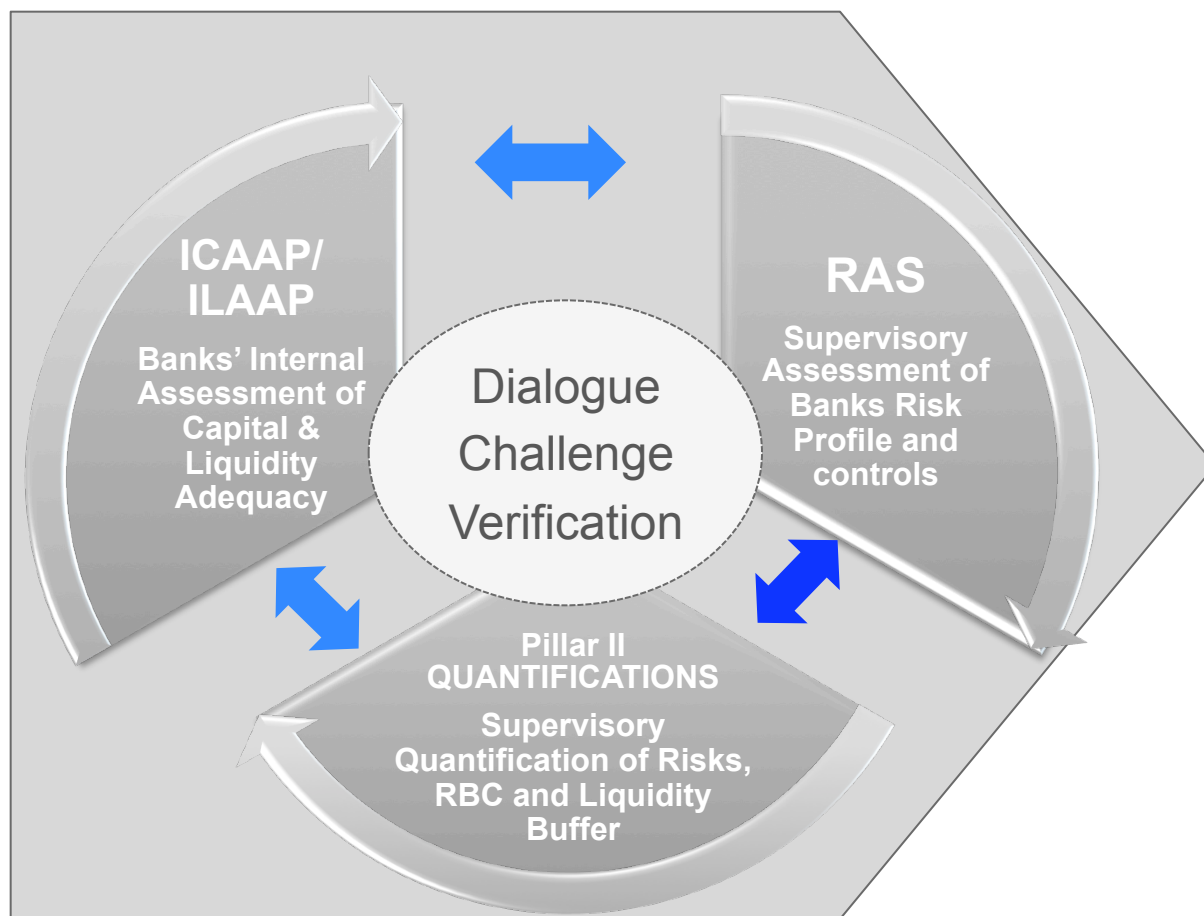 ICAAP/
ILAAP
Banks’ Internal
Assessment of
Capital &
Liquidity
Adequacy
RAS
Supervisory
Assessment of
Banks Risk
Profile and
controls
Dialogue
Challenge
Verification
Pillar II
QUANTIFICATIONS
Supervisory
Quantification of Risks,
RBC and Liquidity
Buffer